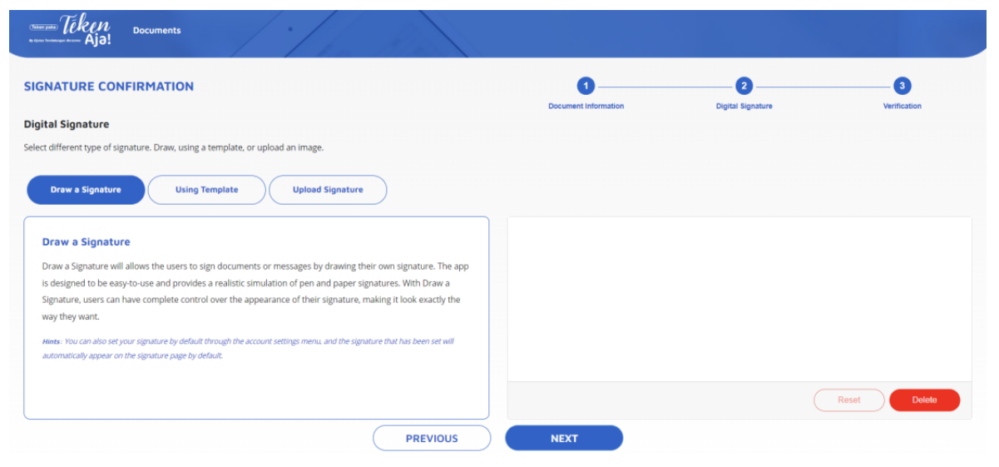 Teken pake
Téken
Aja!
Documents
SIGNATURE CONFIRMATION
1
2
3
Document Information
Digital Signature
Verification
Digital Signature
Select different type of signature. Draw, using a template, or upload an image.
Draw a Signature
Using Template
Upload Signature
Draw a Signature
Draw a Signature will allows the users to sign documents or messages by drawing their own signature. The app
is designed to be easy-to-use and provides a realistic simulation of pen and paper signatures. With Draw a
Signature, users can have complete control over the appearance of their signature, making it look exactly the
way they want.
Hints: You can also set your signature by default through the account settings menu, and the signature that has been set will
automatically appear on the signature page by default.
Reset
Delete
PREVIOUS
NEXT